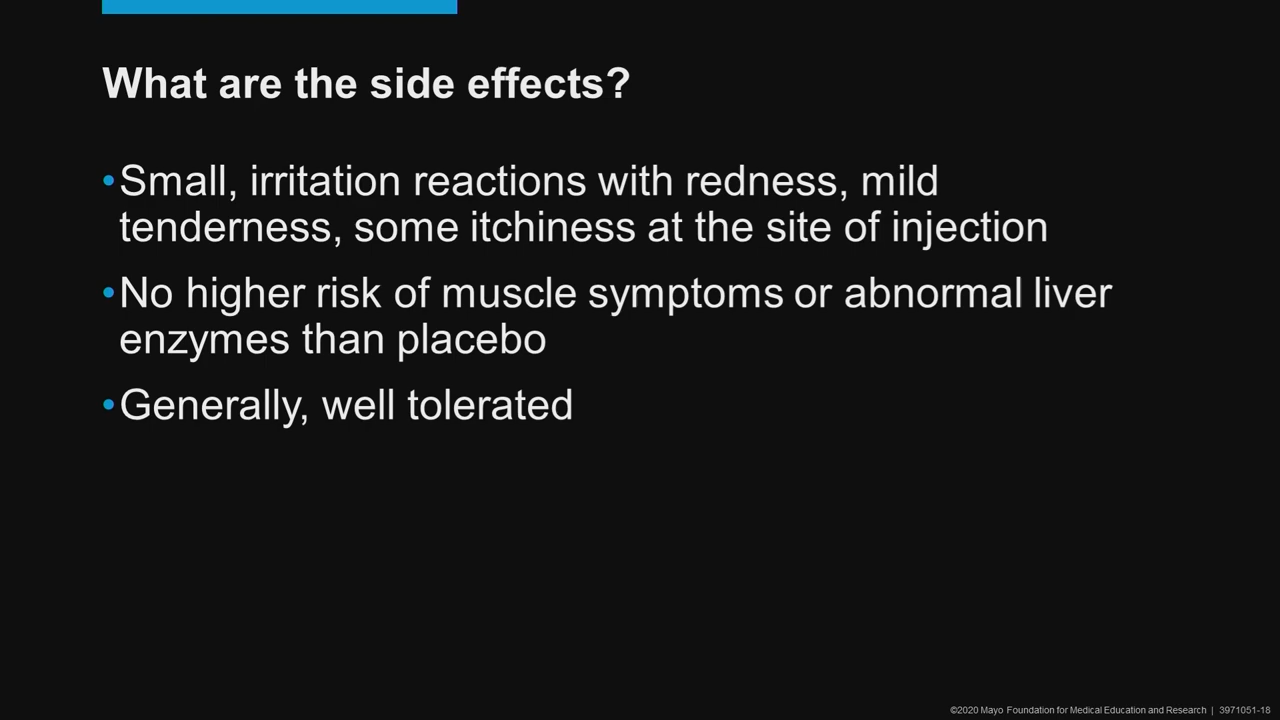 What are the side effects?
•Small, irritation reactions with redness, mild
tenderness, some itchiness at the site of injection
•No higher risk of muscle symptoms or abnormal liver
enzymes than placebo
•Generally, well tolerated
©2020 Mayo Foundation for Medical Education and Research | 3971051-18